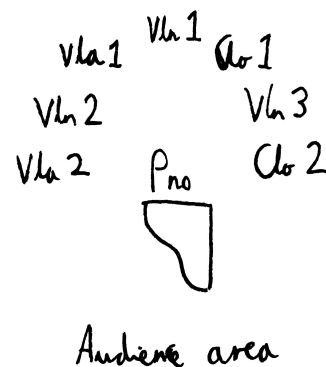 Vln 1
Vla 1 Clo 1
Vln 2 Vln 3
Vla 2 Clo 2
Pno
Audience area